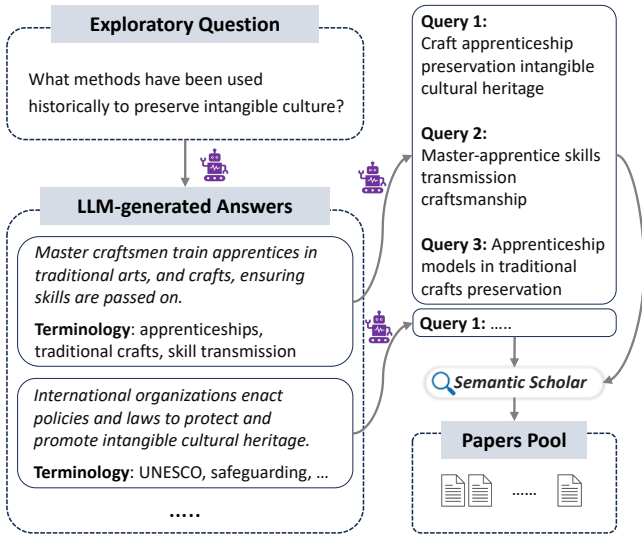 Exploratory Question
What methods have been used
historically to preserve intangible culture?
LLM-generated Answers
Master craftsmen train apprentices in
traditional arts, and crafts, ensuring
skills are passed on.
Terminology: apprenticeships,
traditional crafts, skill transmission
International organizations enact
policies and laws to protect and
promote intangible cultural heritage.
Terminology: UNESCO, safeguarding, ...
.....
Query 1:
Craft apprenticeship
preservation intangible
cultural heritage
Query 2:
Master-apprentice skills
transmission
craftsmanship
Query 3: Apprenticeship
models in traditional
crafts preservation
Query 1: .....
Semantic Scholar
Papers Pool
......